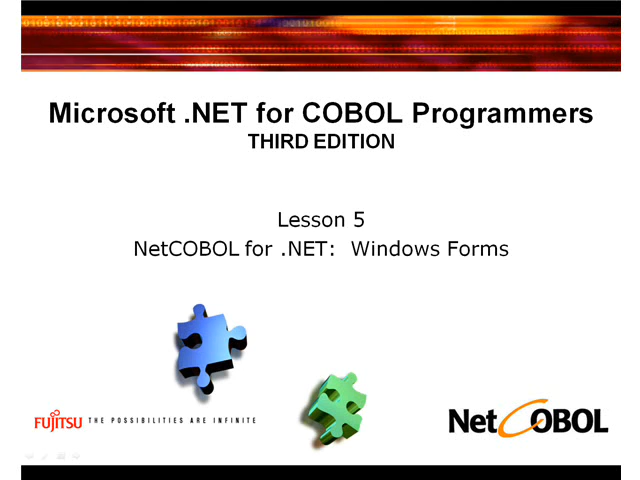 Microsoft .NET for COBOL Programmers
THIRD EDITION
Lesson 5
NetCOBOL for .NET: Windows Forms
FUJITSU THE POSSIBILITIES ARE INFINITE
NetCOBOL